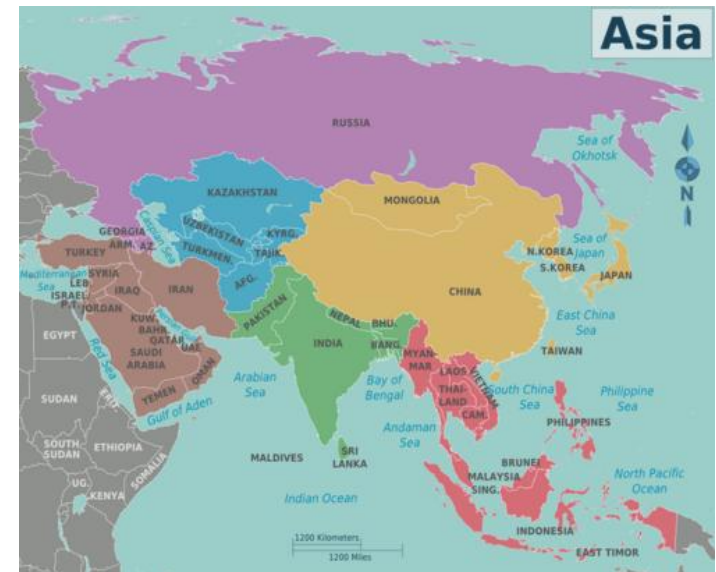 Asia
RUSSIA
Sea of
Okhotsk
N
KAZAKHSTAN
MONGOLIA
GEORGIA
ARM.
AZ.
Caspian Sea
UZBEKISTAN
TURKMEN.
KYRG.
TAJIK.
N.KOREA
S.KOREA
Sea of
Japan
JAPAN
TURKEY
Mediterranean
Sea
SYRIA
LEB.
ISRAEL.
P.T.
JORDAN
IRAQ
IRAN
AFG.
CHINA
KUW.
BAHR.
QATAR
UAE
Persian Gulf
PAKISTAN
NEPAL
BHU.
BANG.
INDIA
East China
Sea
TAIWAN
EGYPT
Red Sea
SAUDI
ARABIA
OMAN
YEMEN
Gulf of Aden
Arabian
Sea
Bay of
Bengal
MYAN-
MAR
LAOS
THAI-
LAND
VIETNAM
CAM.
South China
Sea
Philippine
Sea
PHILIPPINES
SUDAN
ERI.
Andaman
Sea
SOUTH-
SUDAN
ETHIOPIA
SOMALIA
UG.
KENYA
MALDIVES
SRI
LANKA
BRUNEI
MALAYSIA
SING.
North Pacific
Ocean
Indian Ocean
INDONESIA
EAST TIMOR
1200 Kilometers
1200 Miles